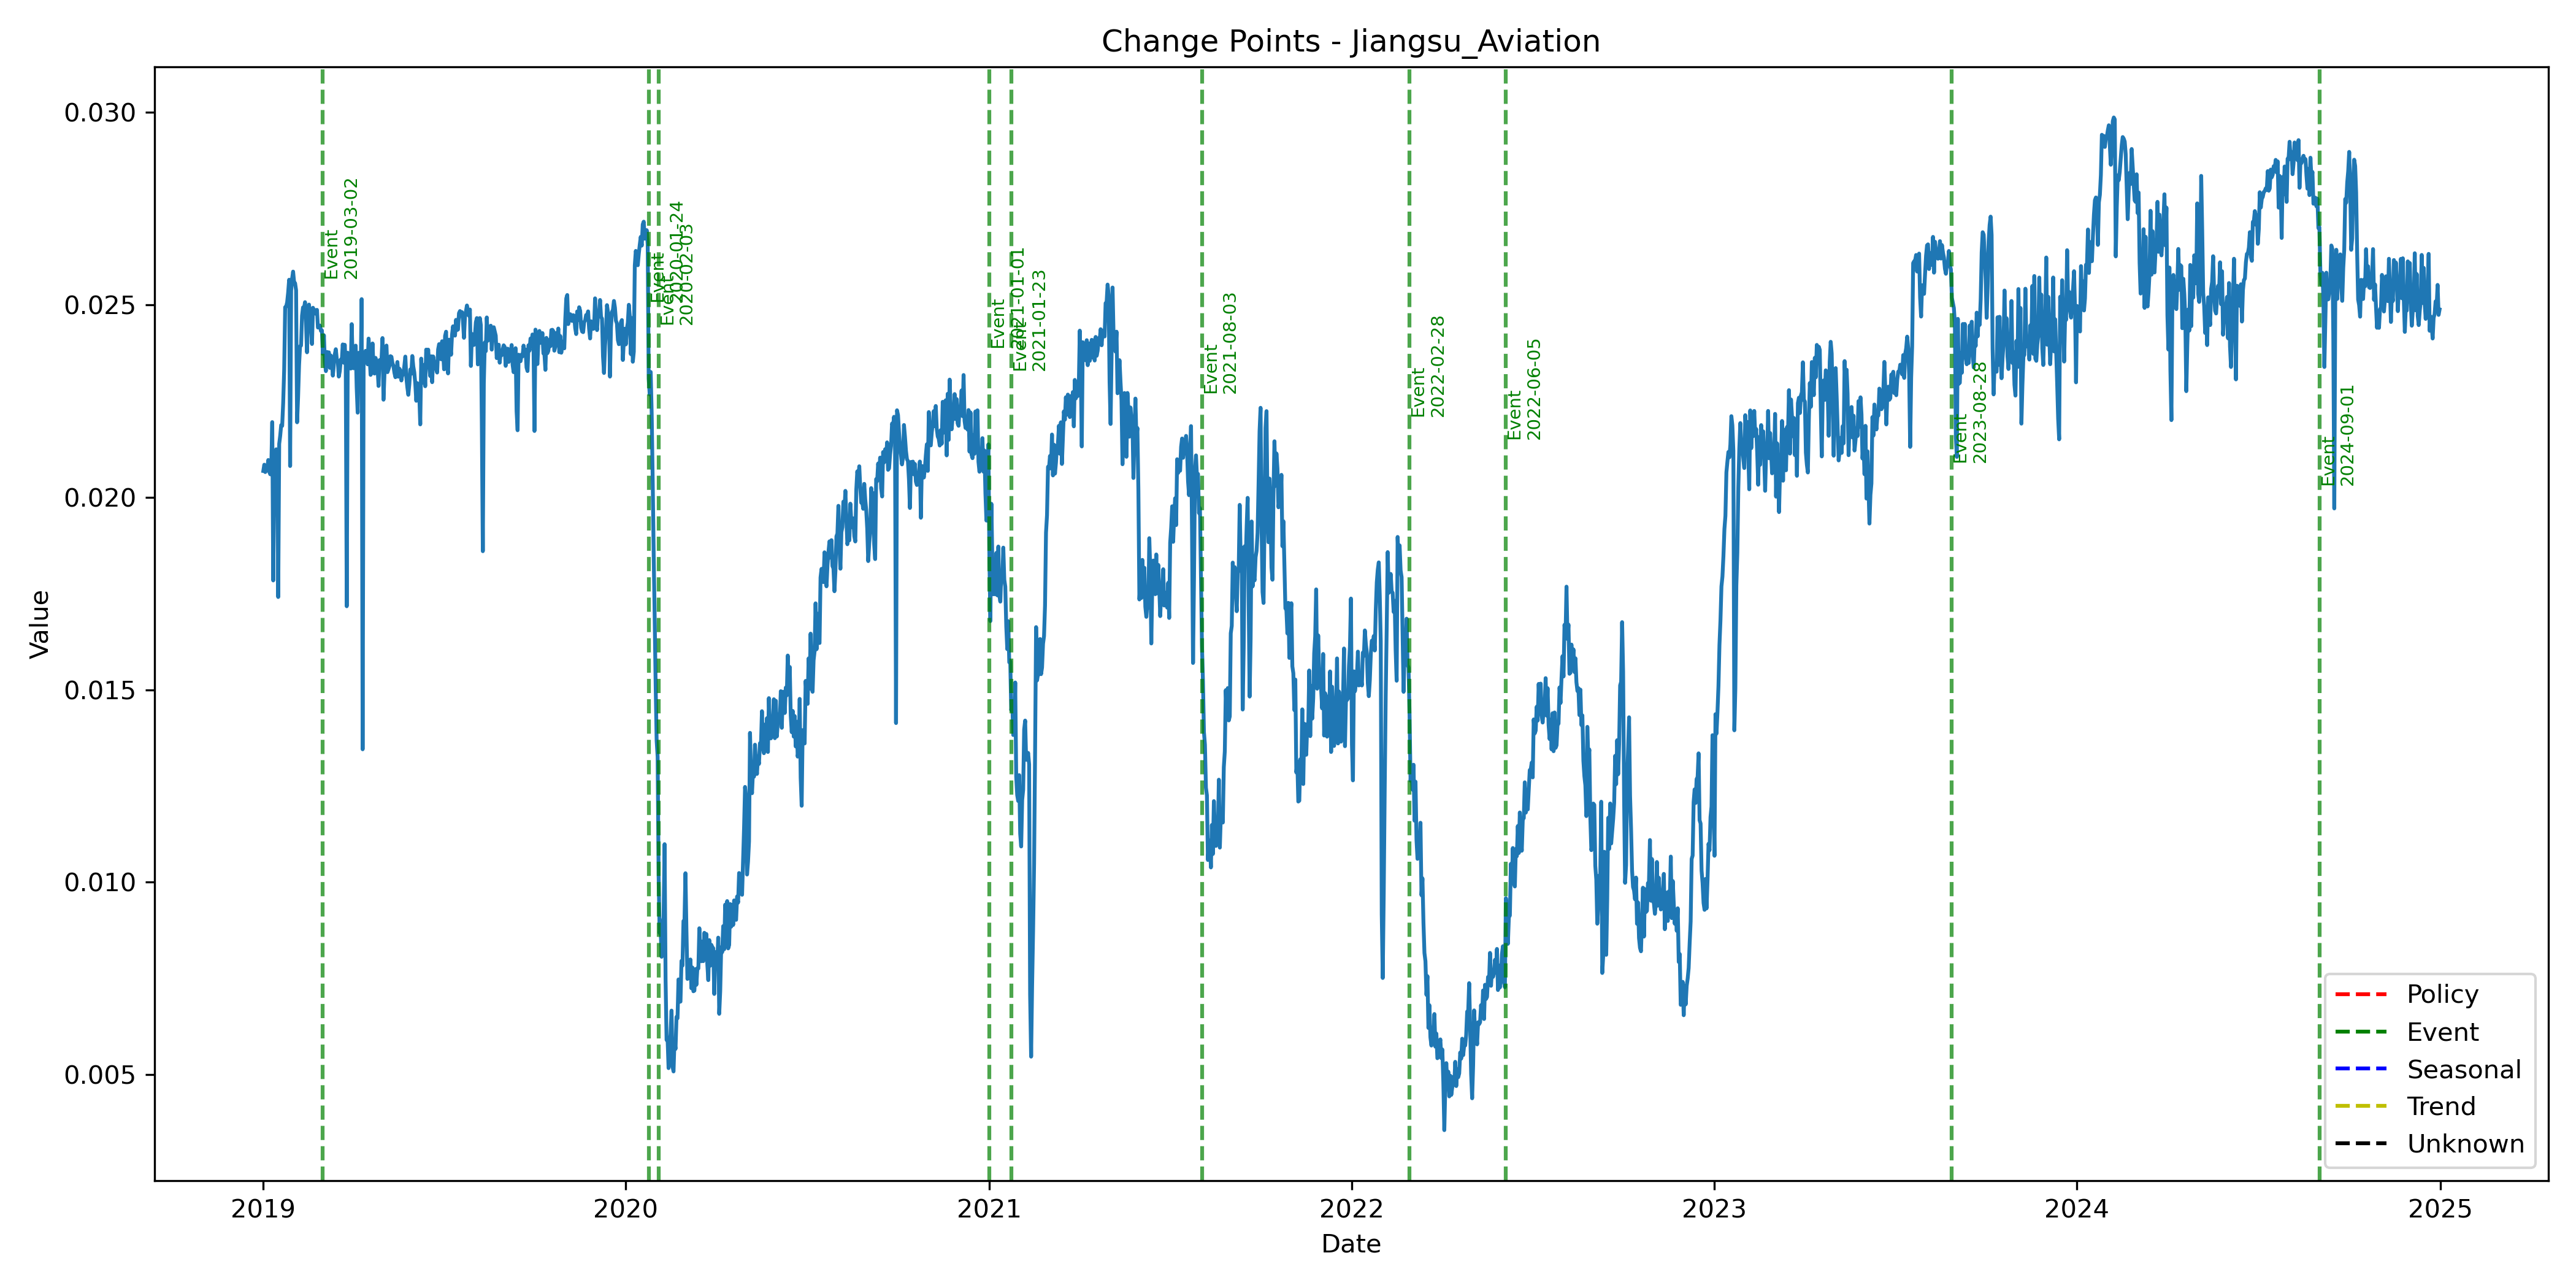 Change Points - Jiangsu_Aviation
Value
0.030
0.025
0.020
0.015
0.010
0.005
Event
2019-03-02
Event
2020-01-24
Event
2020-02-03
Event
2021-01-01
Event
2021-01-23
Event
2021-08-03
Event
2022-02-28
Event
2022-06-05
Event
2023-08-28
Event
2024-09-01
Policy
Event
Seasonal
Trend
Unknown
2019
2020
2021
2022
2023
2024
2025
Date